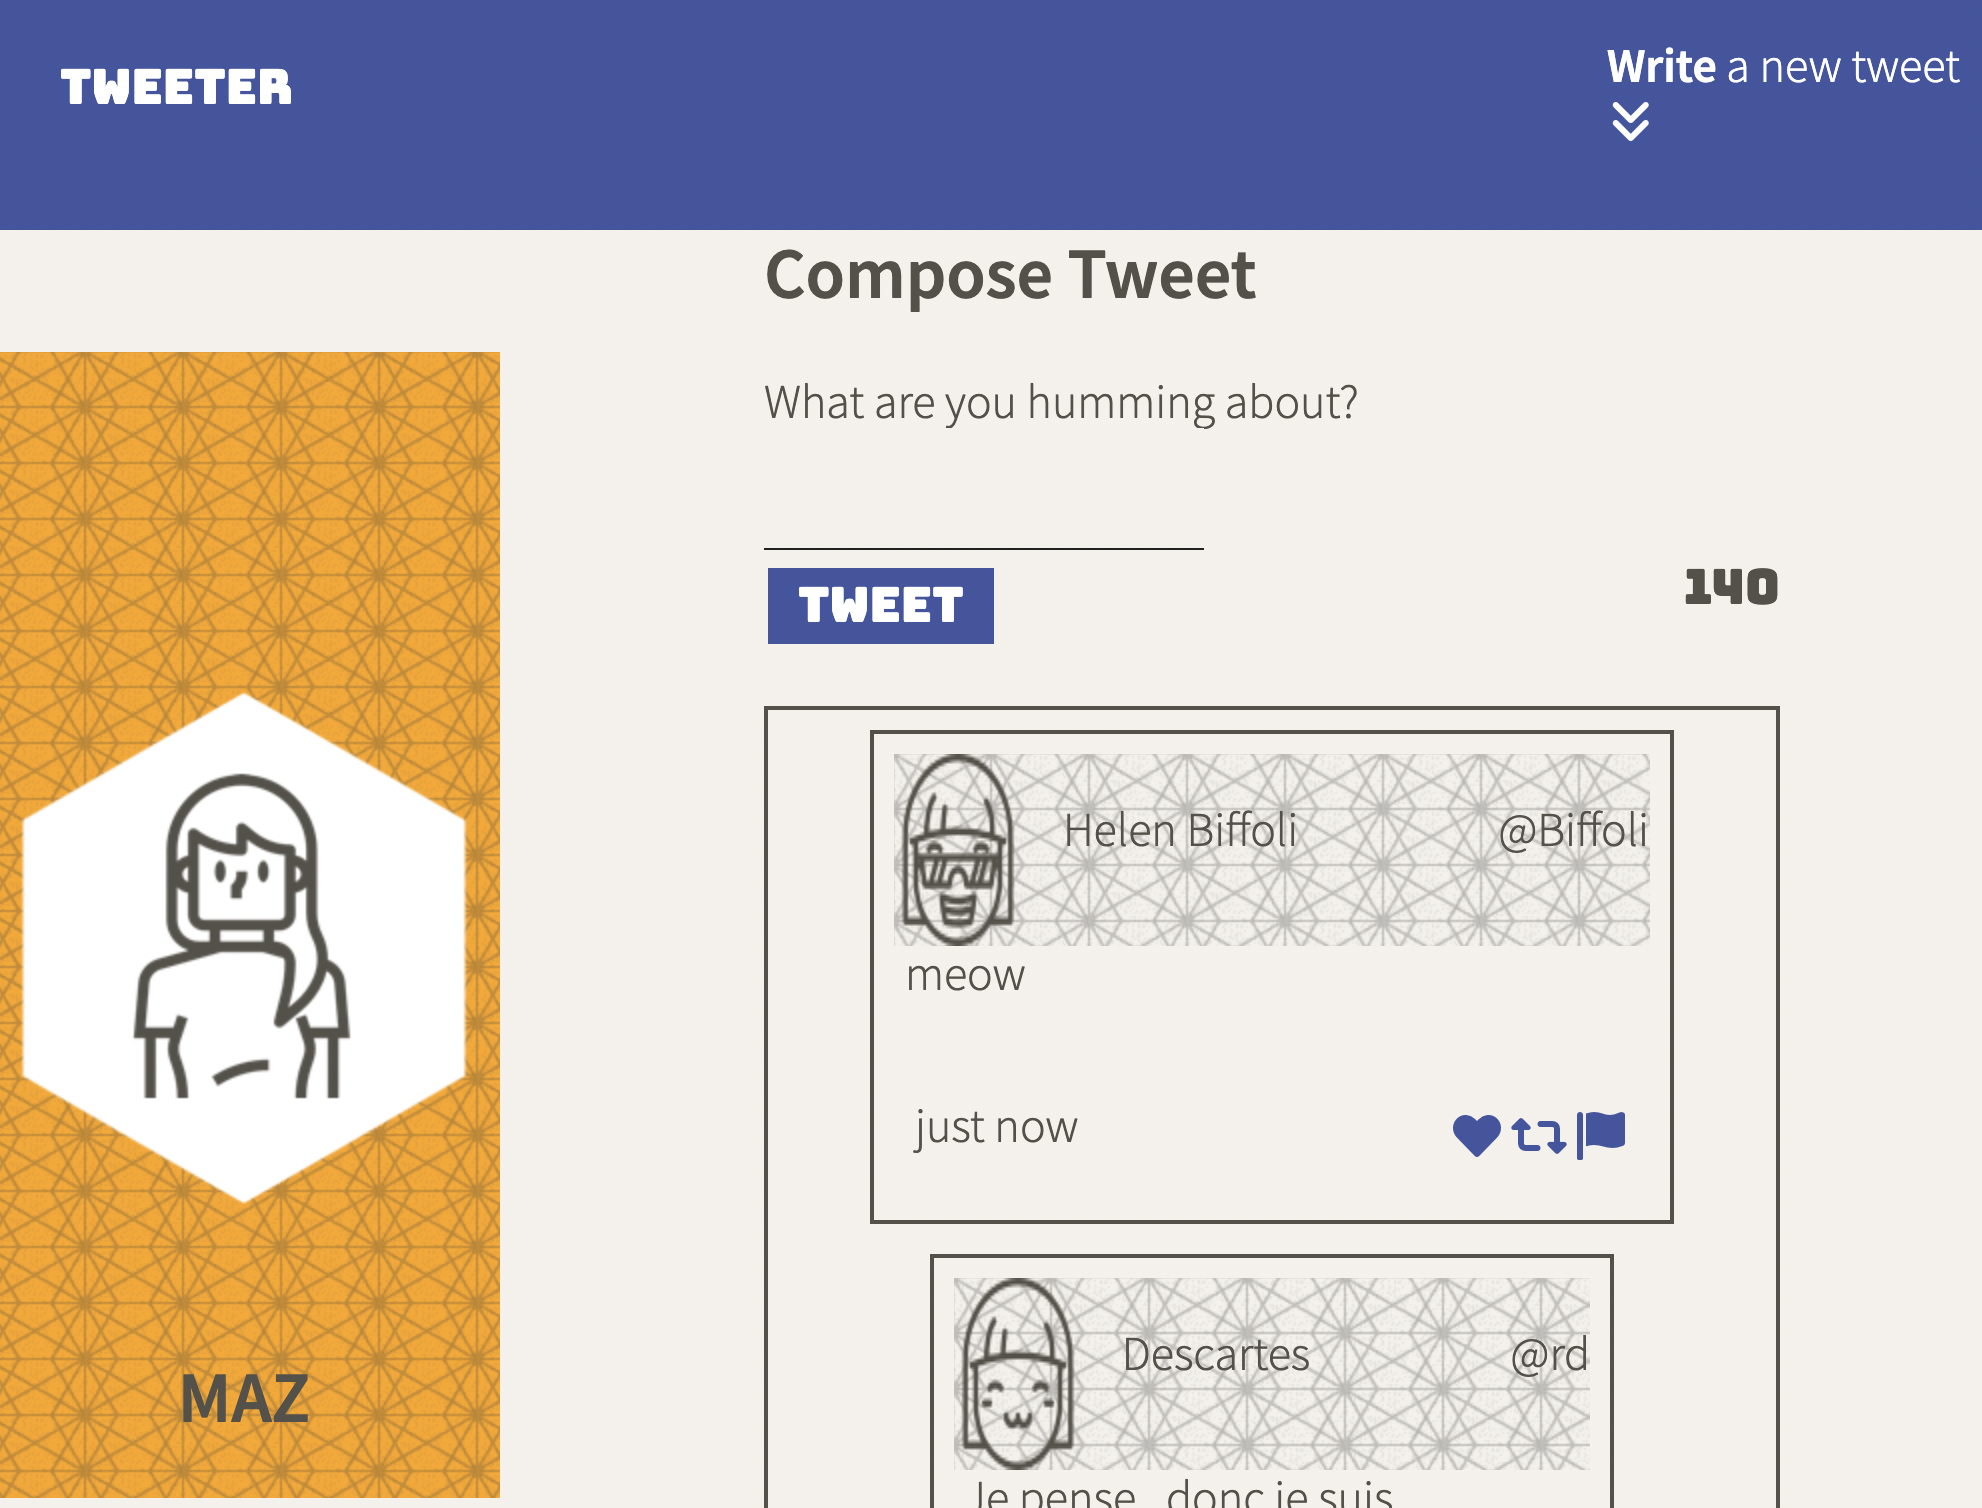 TWEETER
Write a new tweet
Compose Tweet
What are you humming about?
TWEET
140
Helen Biffoli @Biffoli
meow
just now
Descartes @rd
MAZ
Je pense , donc je suis